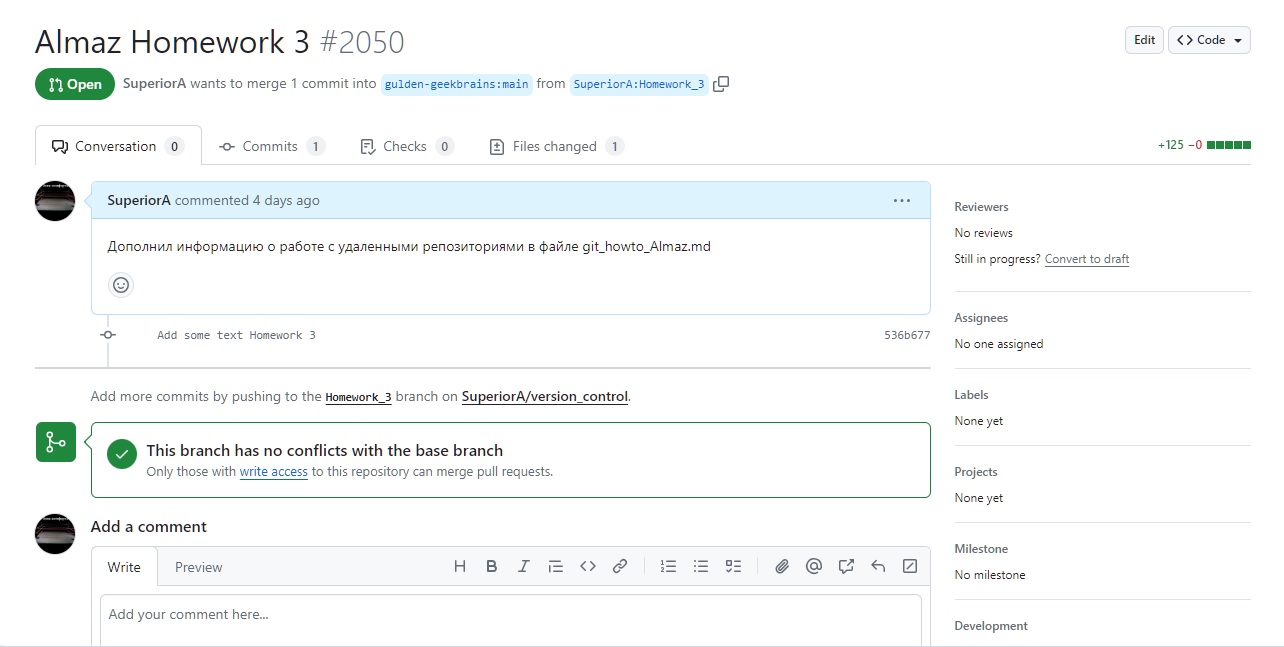 Almaz Homework 3 #2050
Edit
Code
Open
SuperiorA wants to merge 1 commit into gulden-geekbrains:main from SuperiorA:Homework_3
Conversation 0
Commits 1
Checks 0
Files changed 1
+125 −0
SuperiorA commented 4 days ago
Дополнил информацию о работе с удаленными репозиториями в файле git_howto_Almaz.md
Add some text Homework 3
536b677
Add more commits by pushing to the Homework_3 branch on SuperiorA/version_control.
This branch has no conflicts with the base branch
Only those with write access to this repository can merge pull requests.
Add a comment
Write
Preview
Add your comment here...
Reviewers
No reviews
Still in progress? Convert to draft
Assignees
No one assigned
Labels
None yet
Projects
None yet
Milestone
No milestone
Development